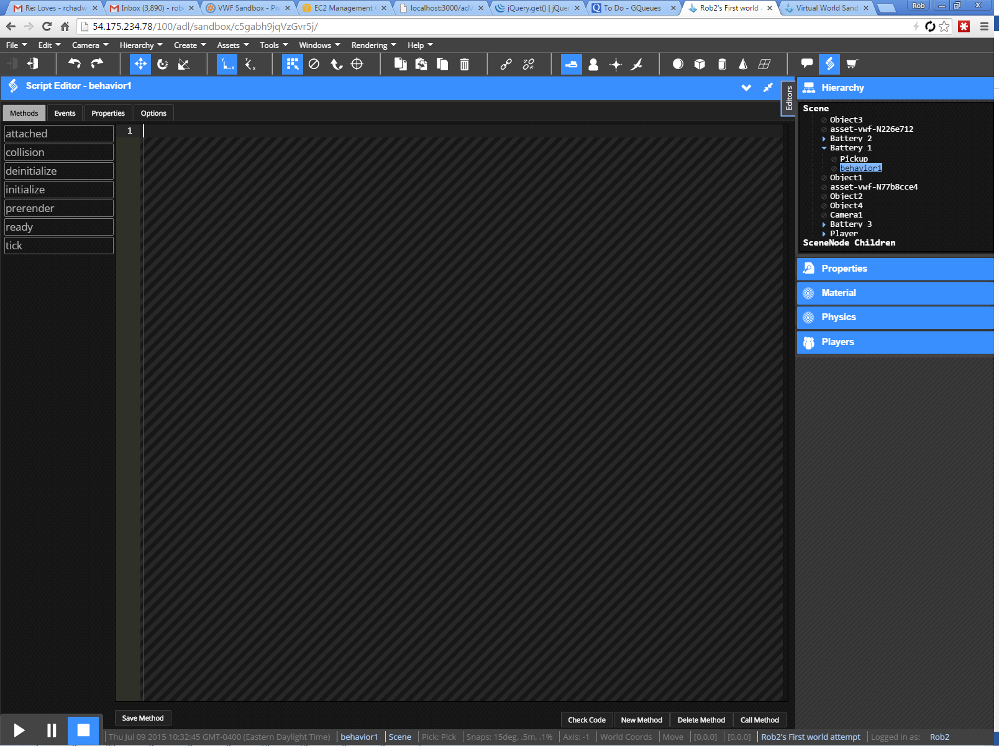 Re: Loves - rchadw
Inbox (3,890) - rob
VWF Sandbox - Piv
EC2 Management
localhost:3000/adl/
jQuery.get() | jQuer
To Do - GQueues
Rob2's First world
Virtual World Sand
Rob
54.175.234.78/100/adl/sandbox/c5gabh9jqVzGvr5j/
File Edit Camera Hierarchy Create Assets Tools Windows Rendering Help
Script Editor - behavior1
Editors
Methods Events Properties Options
attached
collision
deinitialize
initialize
prerender
ready
tick
1
Save Method
Check Code New Method Delete Method Call Method
Hierarchy
Scene
Object3
asset-vwf-N226e712
Battery 2
Battery 1
Pickup
behavior1
Object1
asset-vwf-N77b8cce4
Object2
Object4
Camera1
Battery 3
Player
SceneNode Children
Properties
Material
Physics
Players
Thu Jul 09 2015 10:32:45 GMT-0400 (Eastern Daylight Time) behavior1 Scene Pick: Pick Snaps: 15deg, .5m, .1% Axis: -1 World Coords Move [0,0,0] [0,0,0] Rob2's First world attempt Logged in as: Rob2